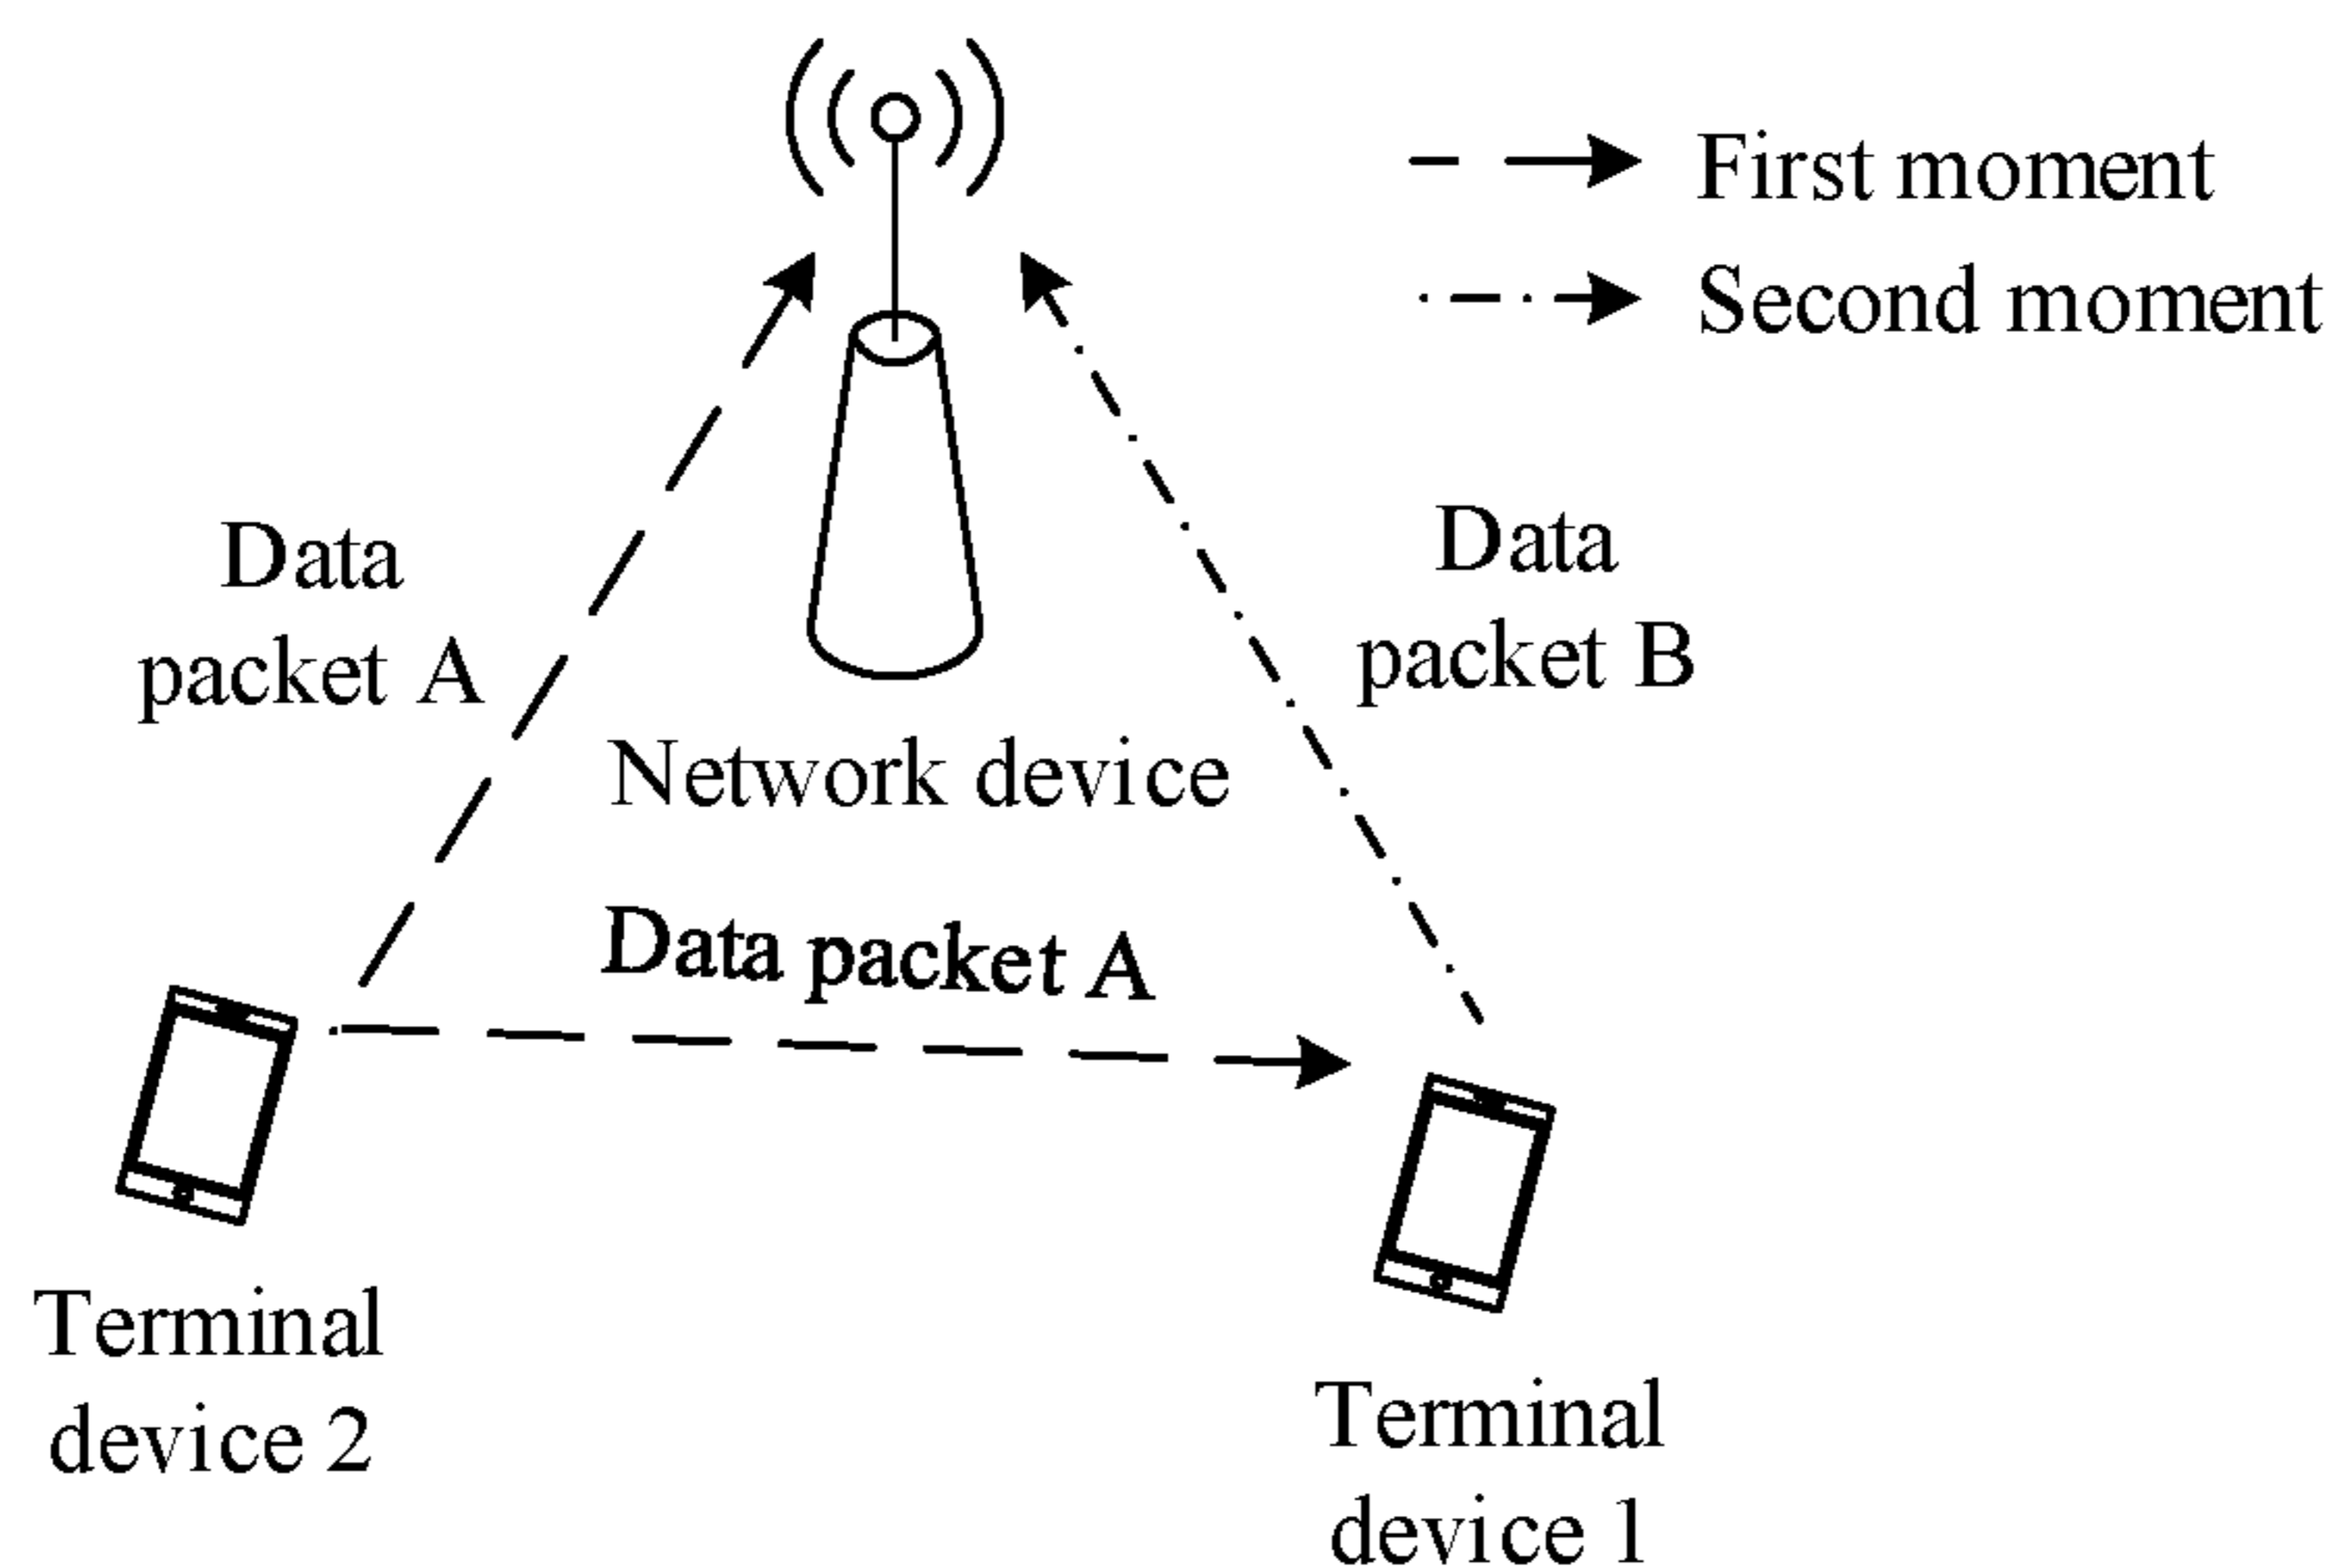 First moment
Second moment
Data
packet A
Data
packet B
Network device
Data packet A
Terminal
device 2
Terminal
device 1